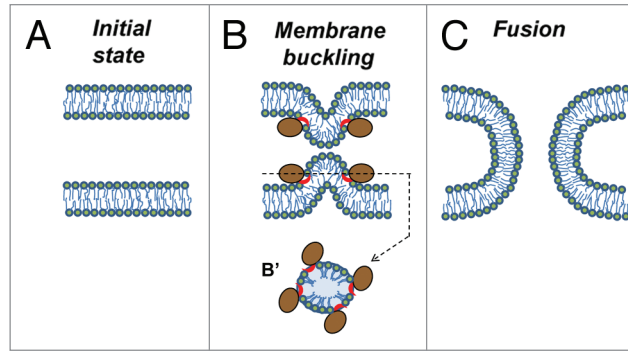 A
Initial
state
B
Membrane
buckling
B'
C
Fusion